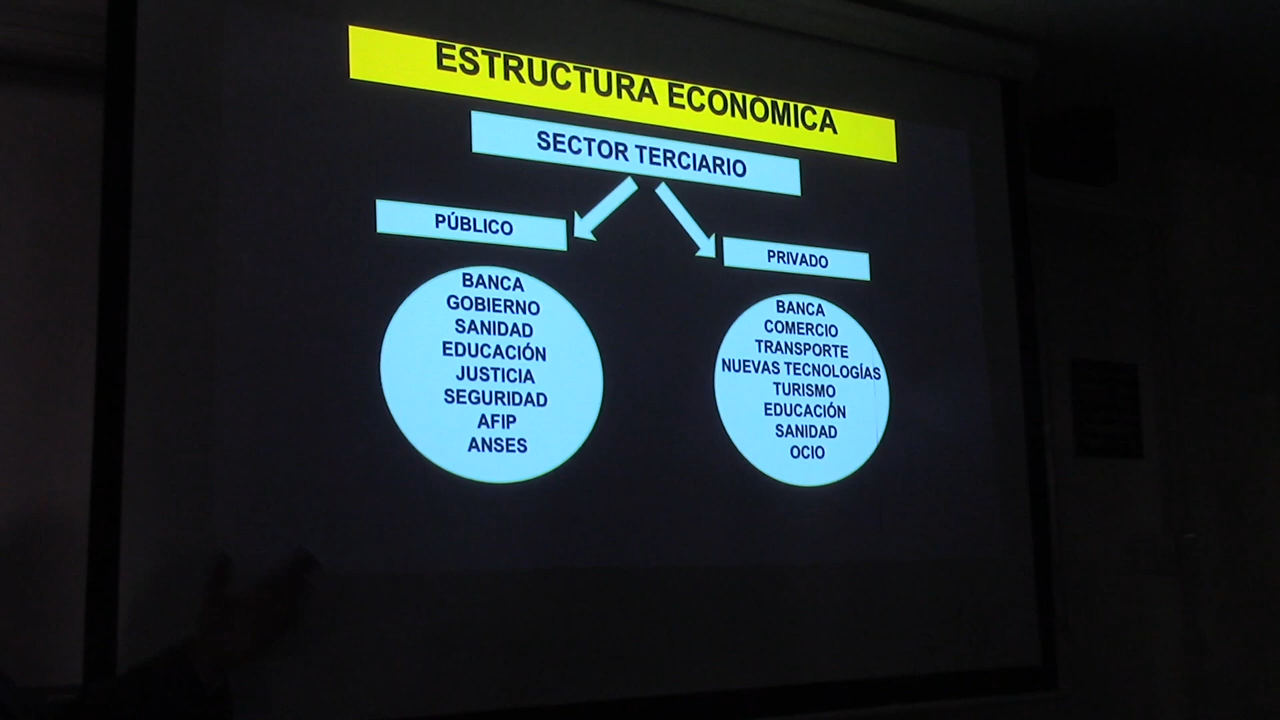 ESTRUCTURA ECONÓMICA
SECTOR TERCIARIO
PÚBLICO
BANCA
GOBIERNO
SANIDAD
EDUCACIÓN
JUSTICIA
SEGURIDAD
AFIP
ANSES
PRIVADO
BANCA
COMERCIO
TRANSPORTE
NUEVAS TECNOLOGÍAS
TURISMO
EDUCACIÓN
SANIDAD
OCIO